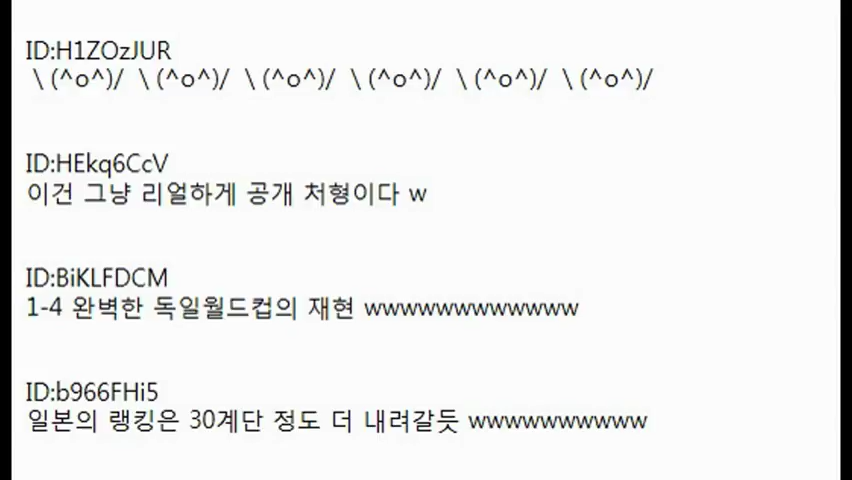 ID:H1ZOzJUR
\(^o^)/ \(^o^)/ \(^o^)/ \(^o^)/ \(^o^)/ \(^o^)/
ID:HEkq6CcV
이건 그냥 리얼하게 공개 처형이다 w
ID:BiKLFDCM
1-4 완벽한 독일월드컵의 재현 wwwwwwwwwwww
ID:b966FHi5
일본의 랭킹은 30계단 정도 더 내려갈듯 wwwwwwwwww